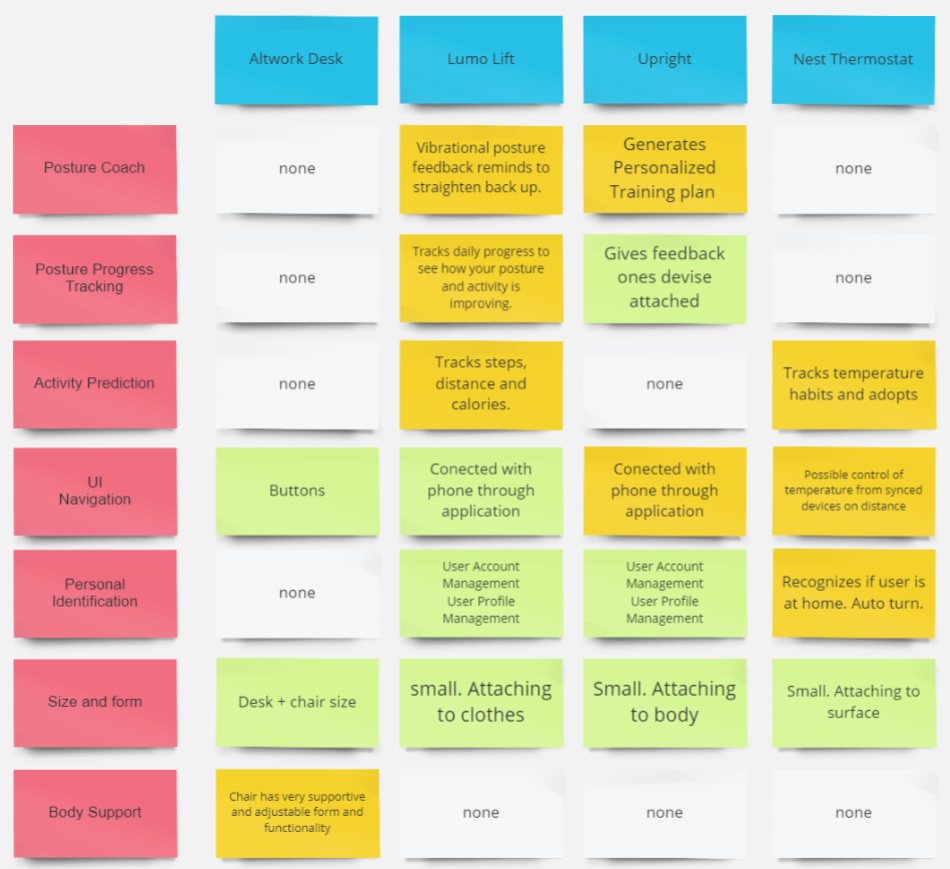 Altwork Desk
Lumo Lift
Upright
Nest Thermostat
Posture Coach
none
Vibrational posture
feedback reminds to
straighten back up.
Generates
Personalized
Training plan
none
Posture Progress
Tracking
none
Tracks daily progress to
see how your posture
and activity is
improving.
Gives feedback
ones devise
attached
none
Activity Prediction
none
Tracks steps,
distance and
calories.
none
Tracks temperature
habits and adopts
UI
Navigation
Buttons
Conected with
phone through
application
Conected with
phone through
application
Possible control of
temperature from synced
devices on distance
Personal
Identification
none
User Account
Management
User Profile
Management
User Account
Management
User Profile
Management
Recognizes if user is
at home. Auto turn.
Size and form
Desk + chair size
small. Attaching
to clothes
Small. Attaching
to body
Small. Attaching to
surface
Body Support
Chair has very supportive
and adjustable form and
functionality
none
none
none